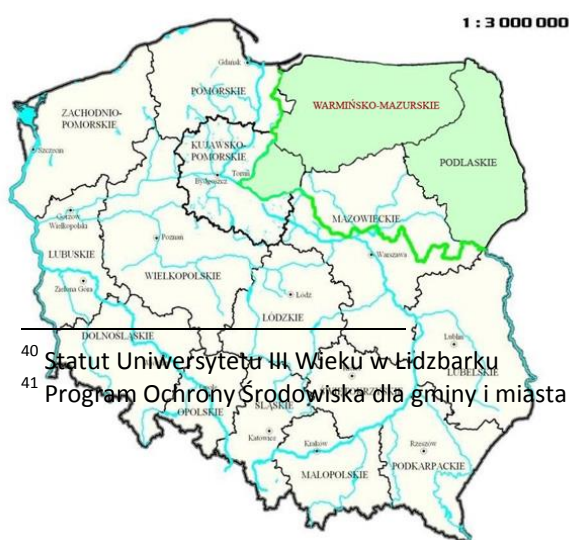 1 : 3 000 000
Gdańsk
POMORSKIE
WARMIŃSKO-MAZURSKIE
ZACHODNIO-
POMORSKIE
KUJAWSKO-
POMORSKIE
PODLASKIE
Szczecin
Bydgoszcz
Toruń
Gorzów
Wielkopolski
MAZOWIECKIE
Poznań
Warszawa
LUBUSKIE
WIELKOPOLSKIE
Zielona Góra
Łódź
ŁÓDZKIE
DOLNOŚLĄSKIE
Lublin
40 Statut Uniwersytetu III Wieku w Lidzbarku
LUBELSKIE
41 Program Ochrony Środowiska dla gminy i miasta
OPOLSKIE
ŚLĄSKIE
Katowice
Krakow
Rzeszów
MAŁOPOLSKIE
PODKARPACKIE